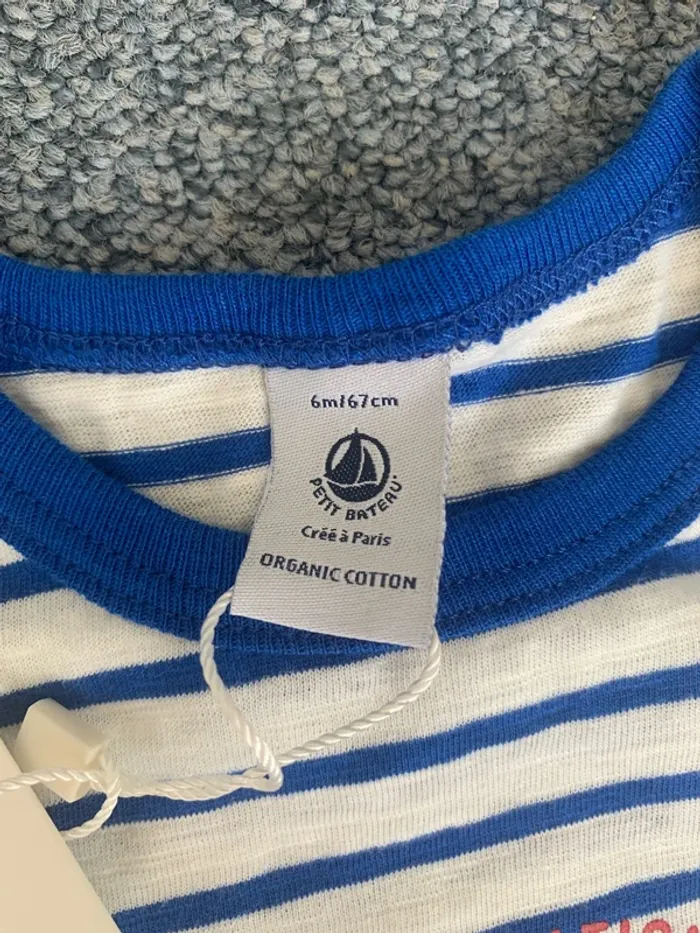 6m/67cm
PETIT BATEAU
Créé à Paris
ORGANIC COTTON